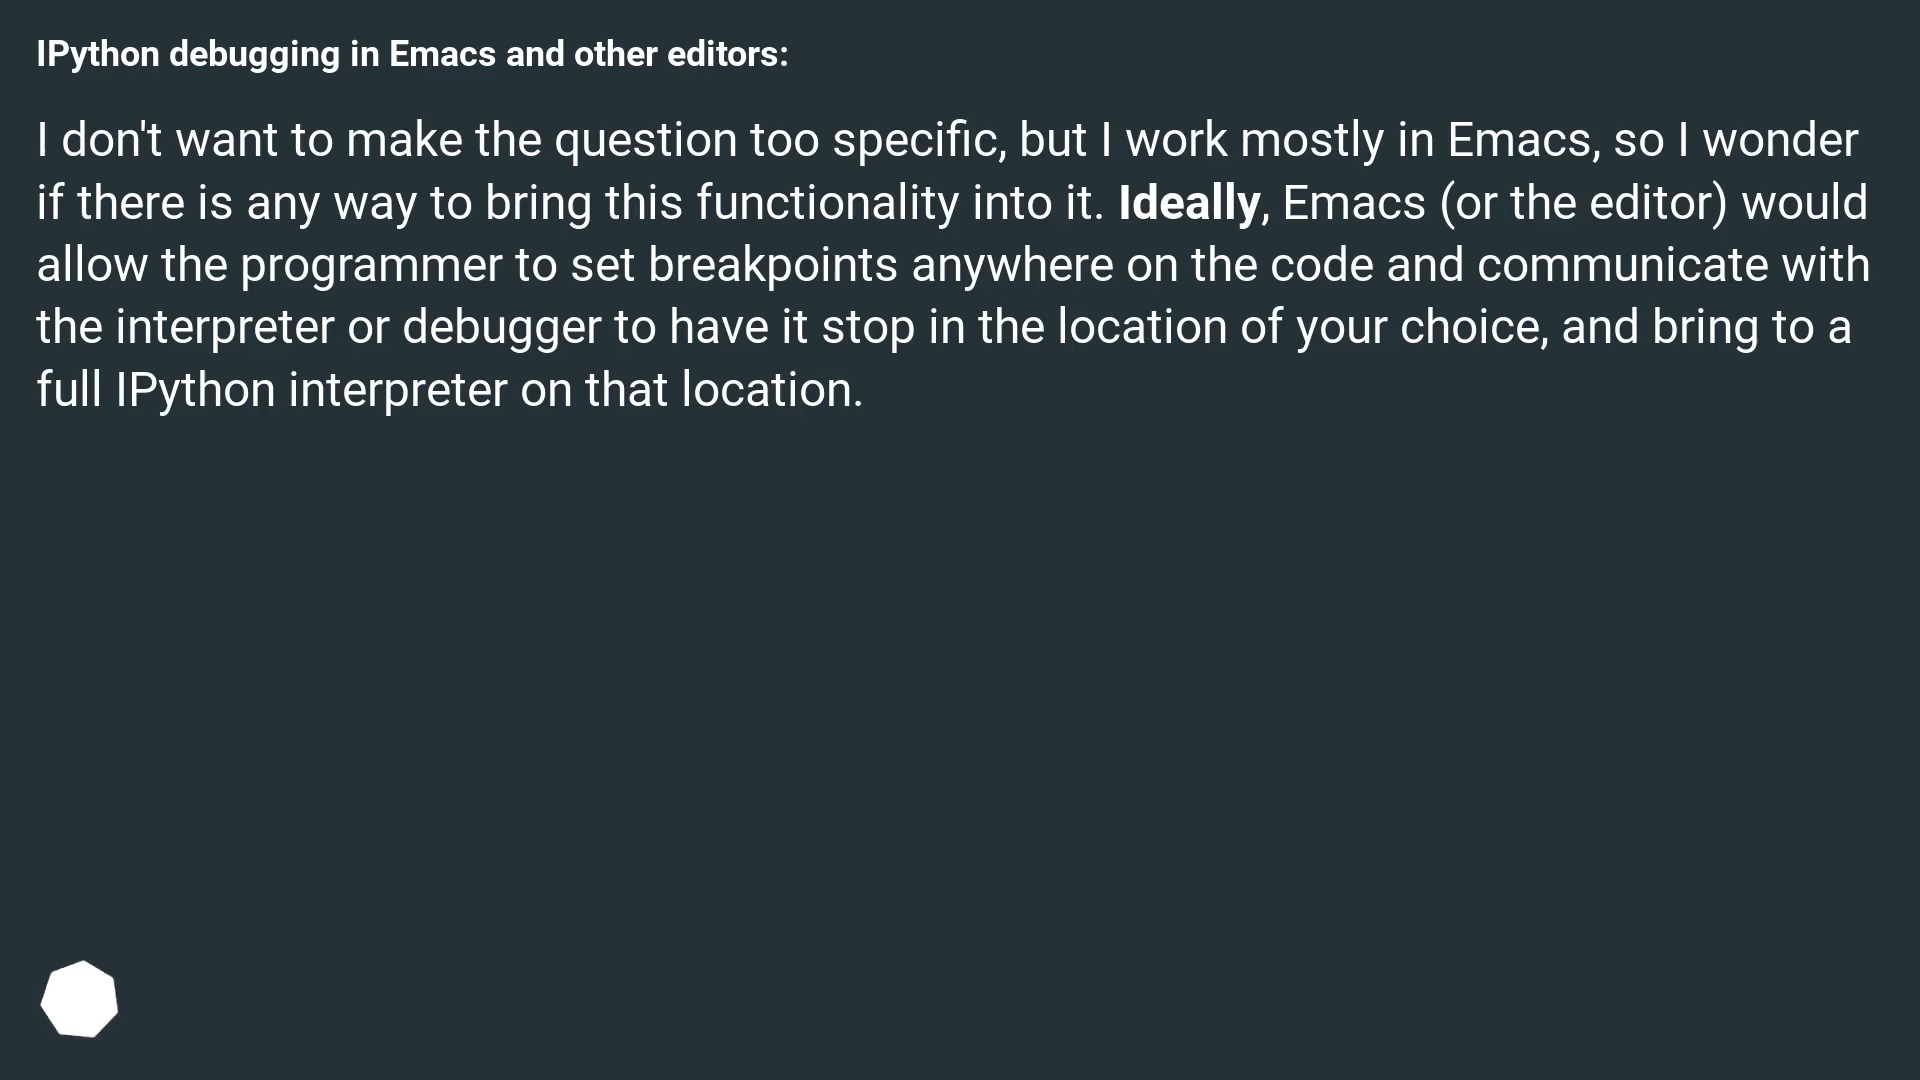 IPython debugging in Emacs and other editors:
I don't want to make the question too specific, but I work mostly in Emacs, so I wonder
if there is any way to bring this functionality into it. Ideally, Emacs (or the editor) would
allow the programmer to set breakpoints anywhere on the code and communicate with
the interpreter or debugger to have it stop in the location of your choice, and bring to a
full IPython interpreter on that location.